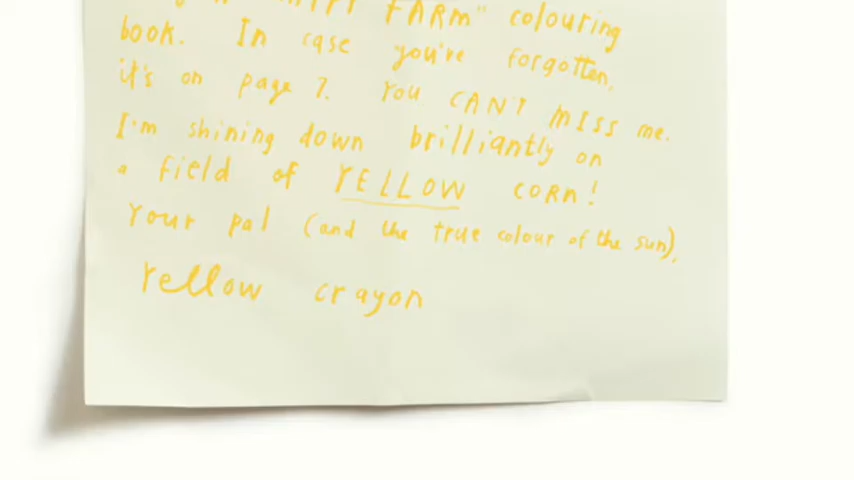 FARM" colouring
book. In case you've forgotten,
it's on page 7. YOU CAN'T MISS me.
I'm shining down brilliantly on
a field of YELLOW CORN!
Your pal (and the true colour of the sun),
Yellow crayon